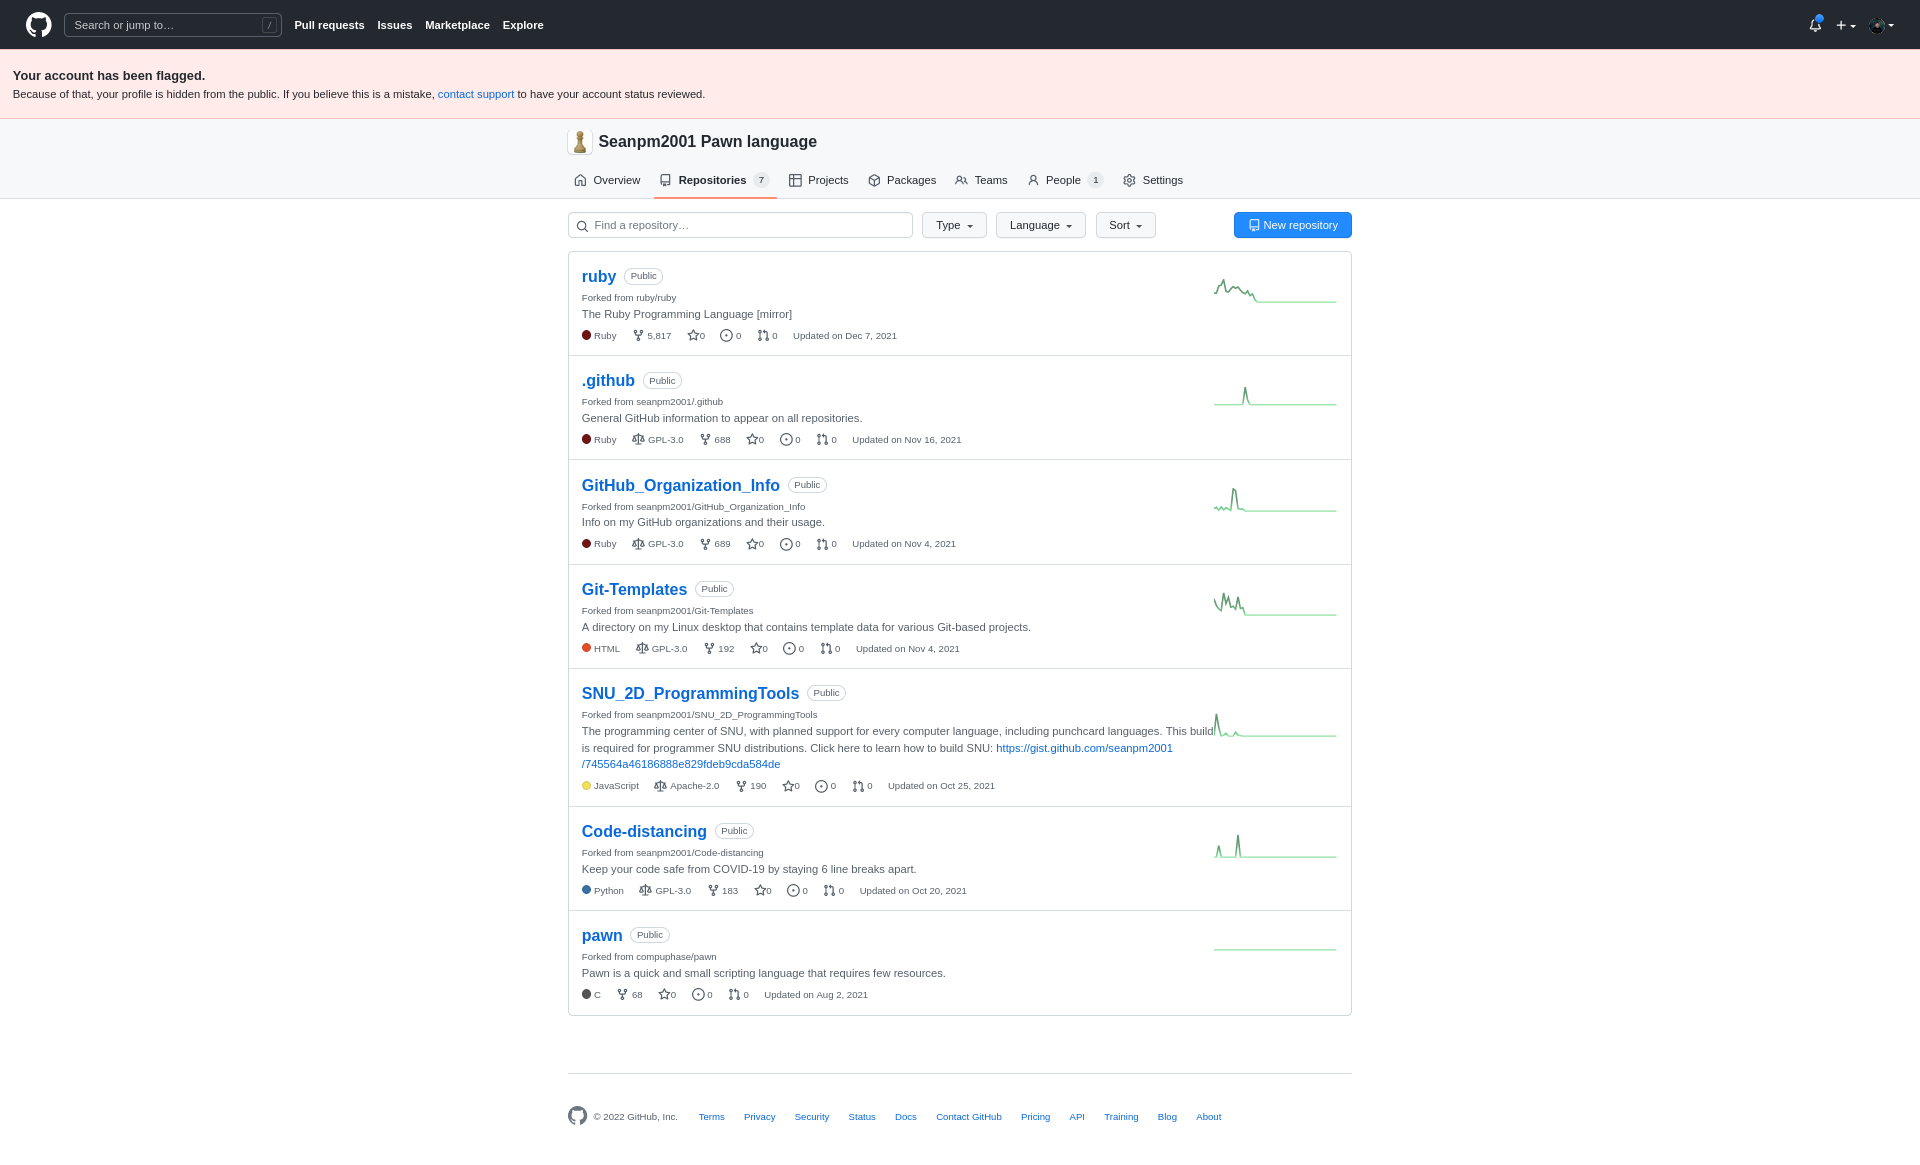 Search or jump to… / Pull requests Issues Marketplace Explore
Your account has been flagged.
Because of that, your profile is hidden from the public. If you believe this is a mistake, contact support to have your account status reviewed.
Seanpm2001 Pawn language
Overview Repositories 7 Projects Packages Teams People 1 Settings
Find a repository… Type Language Sort New repository
ruby Public
Forked from ruby/ruby
The Ruby Programming Language [mirror]
Ruby 5,817 0 0 0 Updated on Dec 7, 2021
.github Public
Forked from seanpm2001/.github
General GitHub information to appear on all repositories.
Ruby GPL-3.0 688 0 0 0 Updated on Nov 16, 2021
GitHub_Organization_Info Public
Forked from seanpm2001/GitHub_Organization_Info
Info on my GitHub organizations and their usage.
Ruby GPL-3.0 689 0 0 0 Updated on Nov 4, 2021
Git-Templates Public
Forked from seanpm2001/Git-Templates
A directory on my Linux desktop that contains template data for various Git-based projects.
HTML GPL-3.0 192 0 0 0 Updated on Nov 4, 2021
SNU_2D_ProgrammingTools Public
Forked from seanpm2001/SNU_2D_ProgrammingTools
The programming center of SNU, with planned support for every computer language, including punchcard languages. This build
is required for programmer SNU distributions. Click here to learn how to build SNU: https://gist.github.com/seanpm2001
/745564a46186888e829fdeb9cda584de
JavaScript Apache-2.0 190 0 0 0 Updated on Oct 25, 2021
Code-distancing Public
Forked from seanpm2001/Code-distancing
Keep your code safe from COVID-19 by staying 6 line breaks apart.
Python GPL-3.0 183 0 0 0 Updated on Oct 20, 2021
pawn Public
Forked from compuphase/pawn
Pawn is a quick and small scripting language that requires few resources.
C 68 0 0 0 Updated on Aug 2, 2021
© 2022 GitHub, Inc. Terms Privacy Security Status Docs Contact GitHub Pricing API Training Blog About